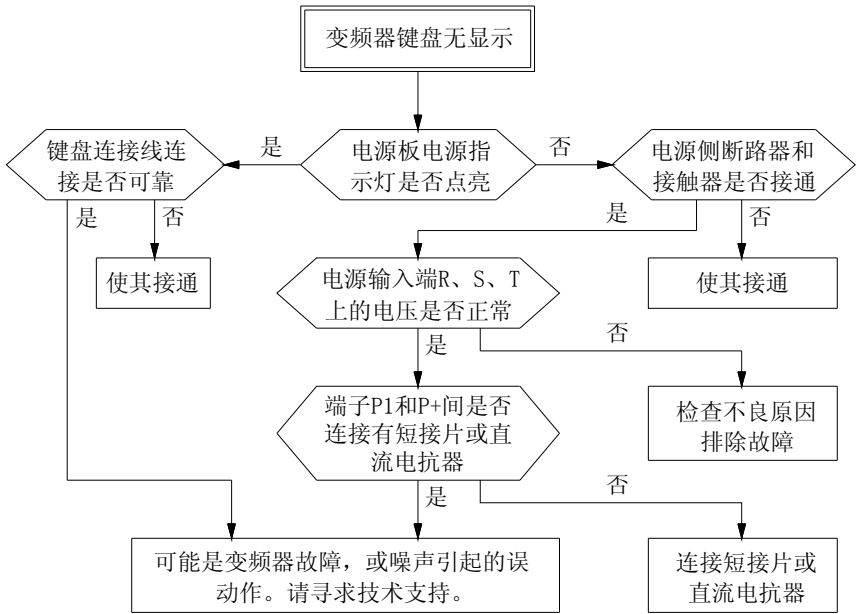 变频器键盘无显示
键盘连接线连
接是否可靠
是
电源板电源指
示灯是否点亮
否
电源侧断路器和
接触器是否接通
是
否
是
否
使其接通
电源输入端R、S、T
上的电压是否正常
使其接通
是
否
端子P1和P+间是否
连接有短接片或直
流电抗器
检查不良原因
排除故障
是
否
可能是变频器故障，或噪声引起的误
动作。请寻求技术支持。
连接短接片或
直流电抗器